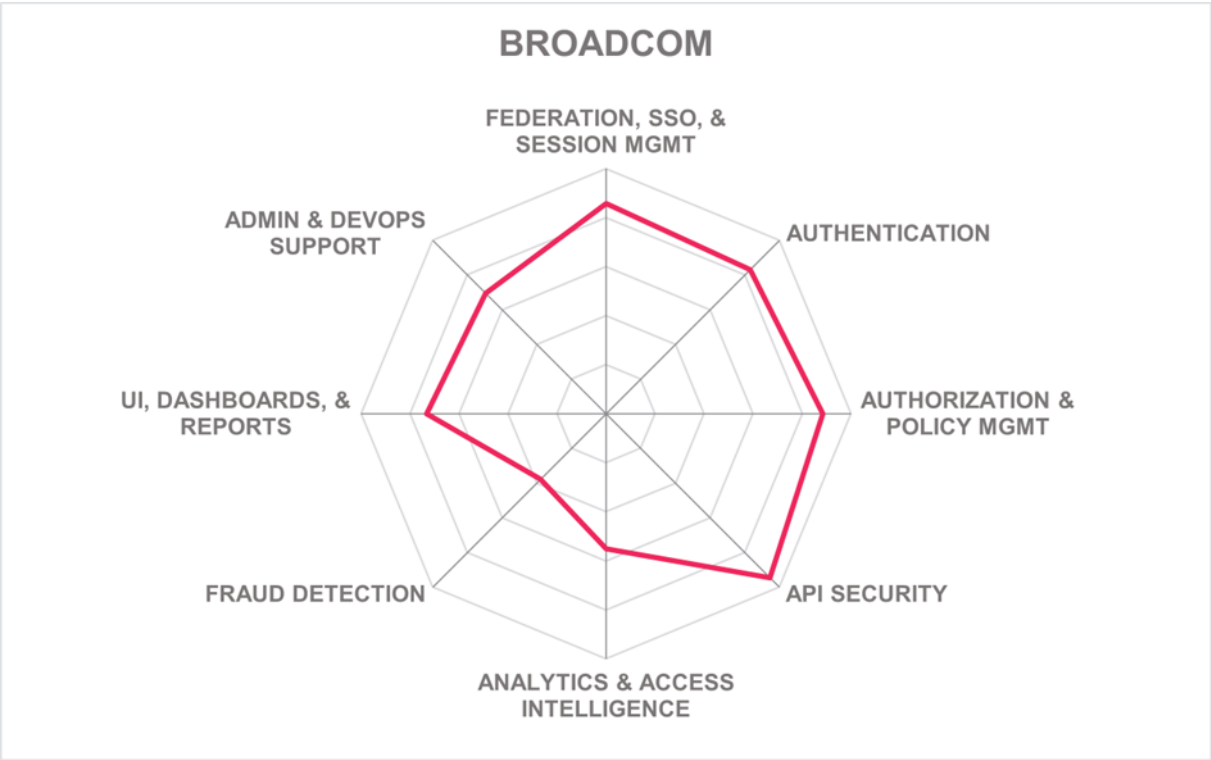 BROADCOM
FEDERATION, SSO, &
SESSION MGMT
ADMIN & DEVOPS
SUPPORT
AUTHENTICATION
UI, DASHBOARDS, &
REPORTS
AUTHORIZATION &
POLICY MGMT
FRAUD DETECTION
API SECURITY
ANALYTICS & ACCESS
INTELLIGENCE